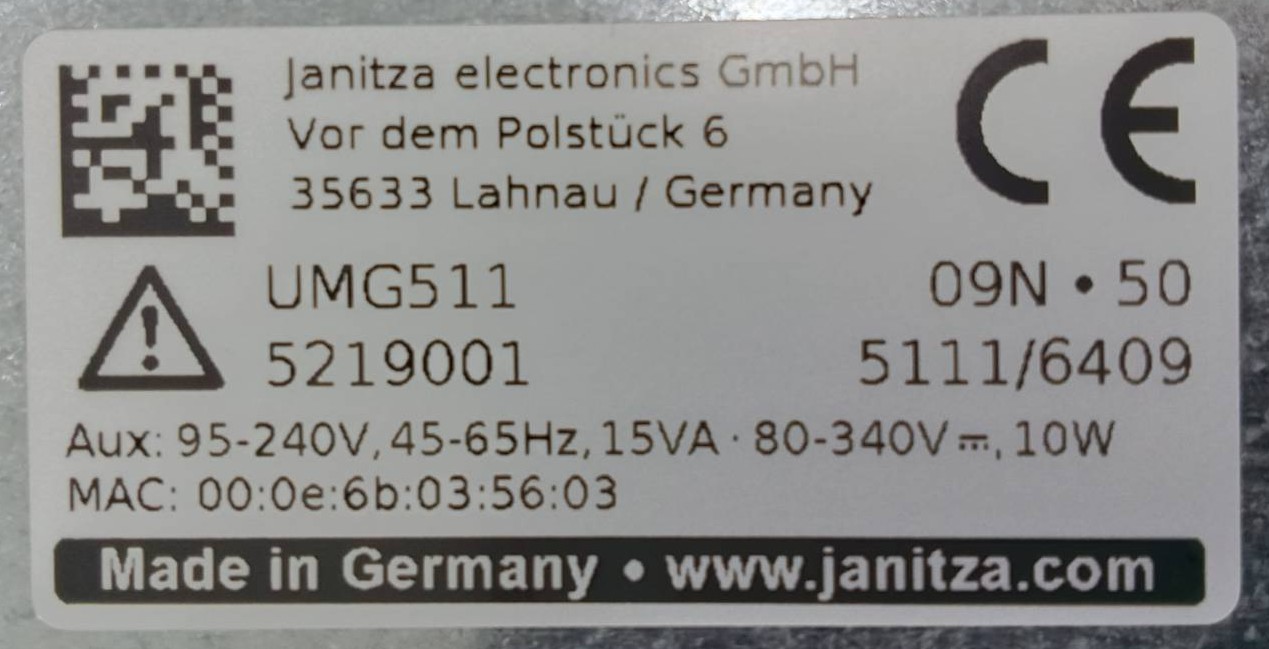 Janitza electronics GmbH
Vor dem Polstück 6
35633 Lahnau / Germany
CE
UMG511
09N • 50
5219001
5111/6409
Aux: 95-240V, 45-65Hz, 15VA · 80-340V⎓, 10W
MAC: 00:0e:6b:03:56:03
Made in Germany • www.janitza.com